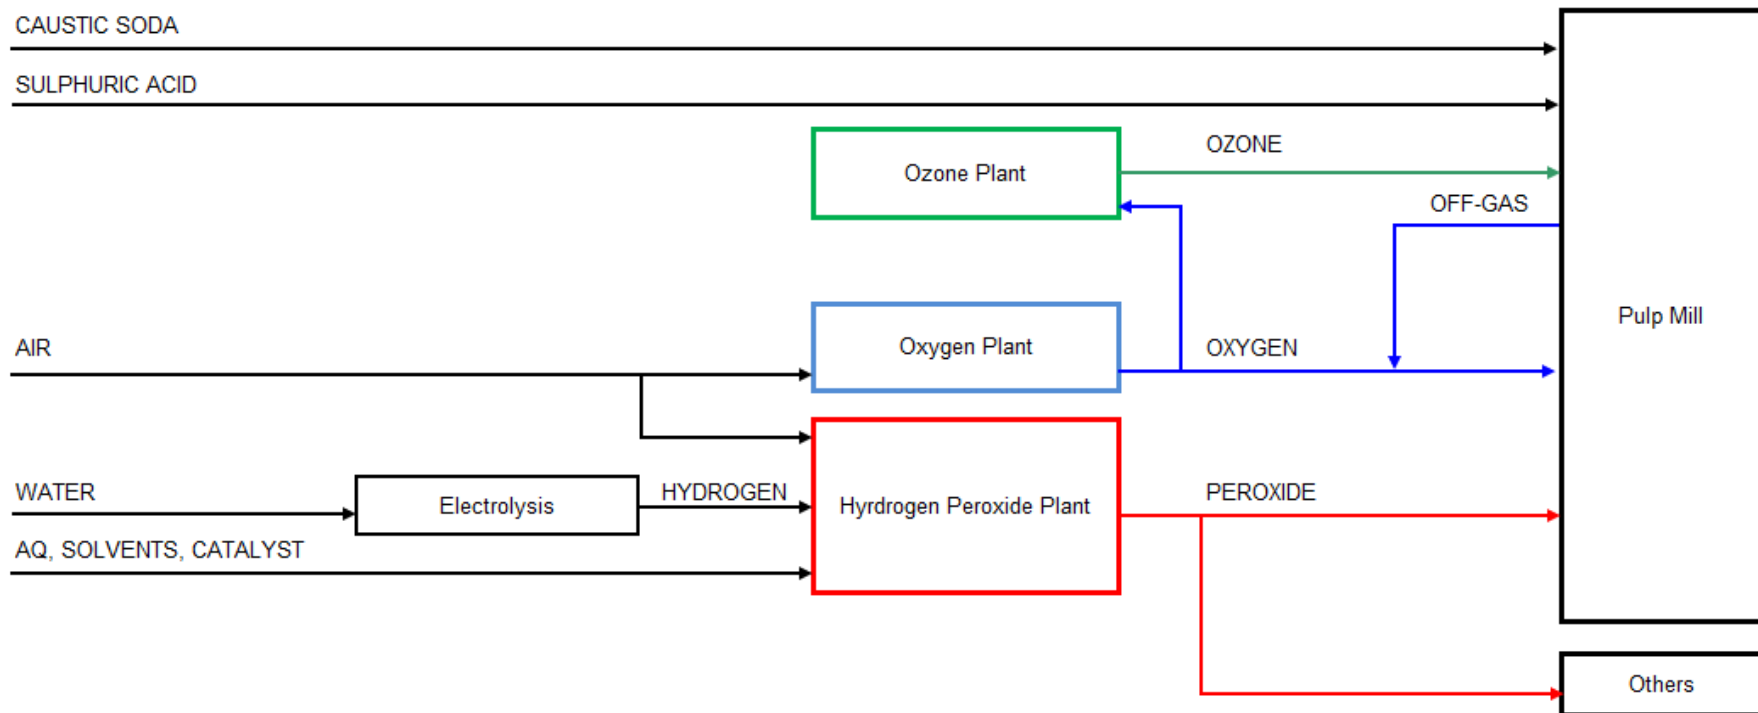 CAUSTIC SODA
SULPHURIC ACID
OZONE
Ozone Plant
OFF-GAS
Pulp Mill
AIR
Oxygen Plant
OXYGEN
WATER
Electrolysis
HYDROGEN
Hyrdrogen Peroxide Plant
PEROXIDE
AQ, SOLVENTS, CATALYST
Others